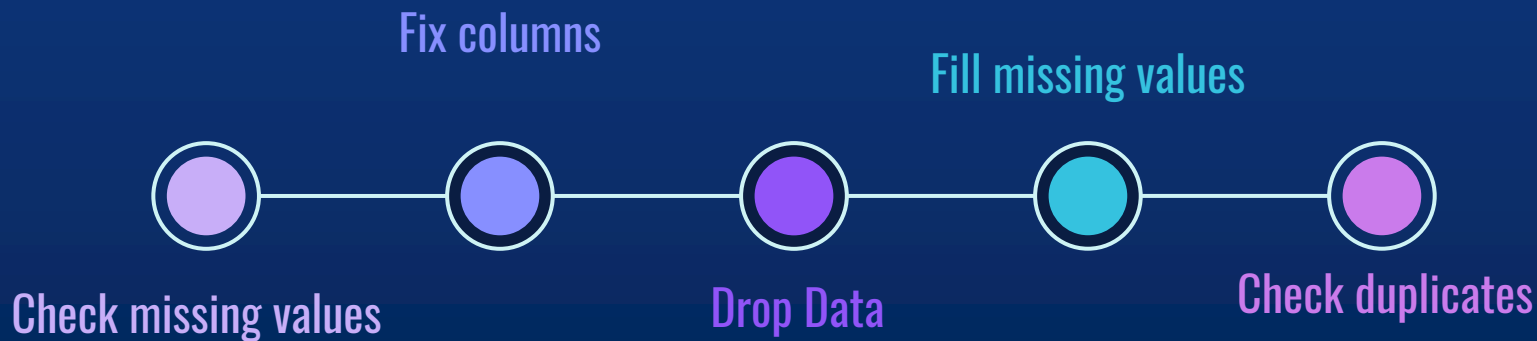 Check missing values
Fix columns
Drop Data
Fill missing values
Check duplicates